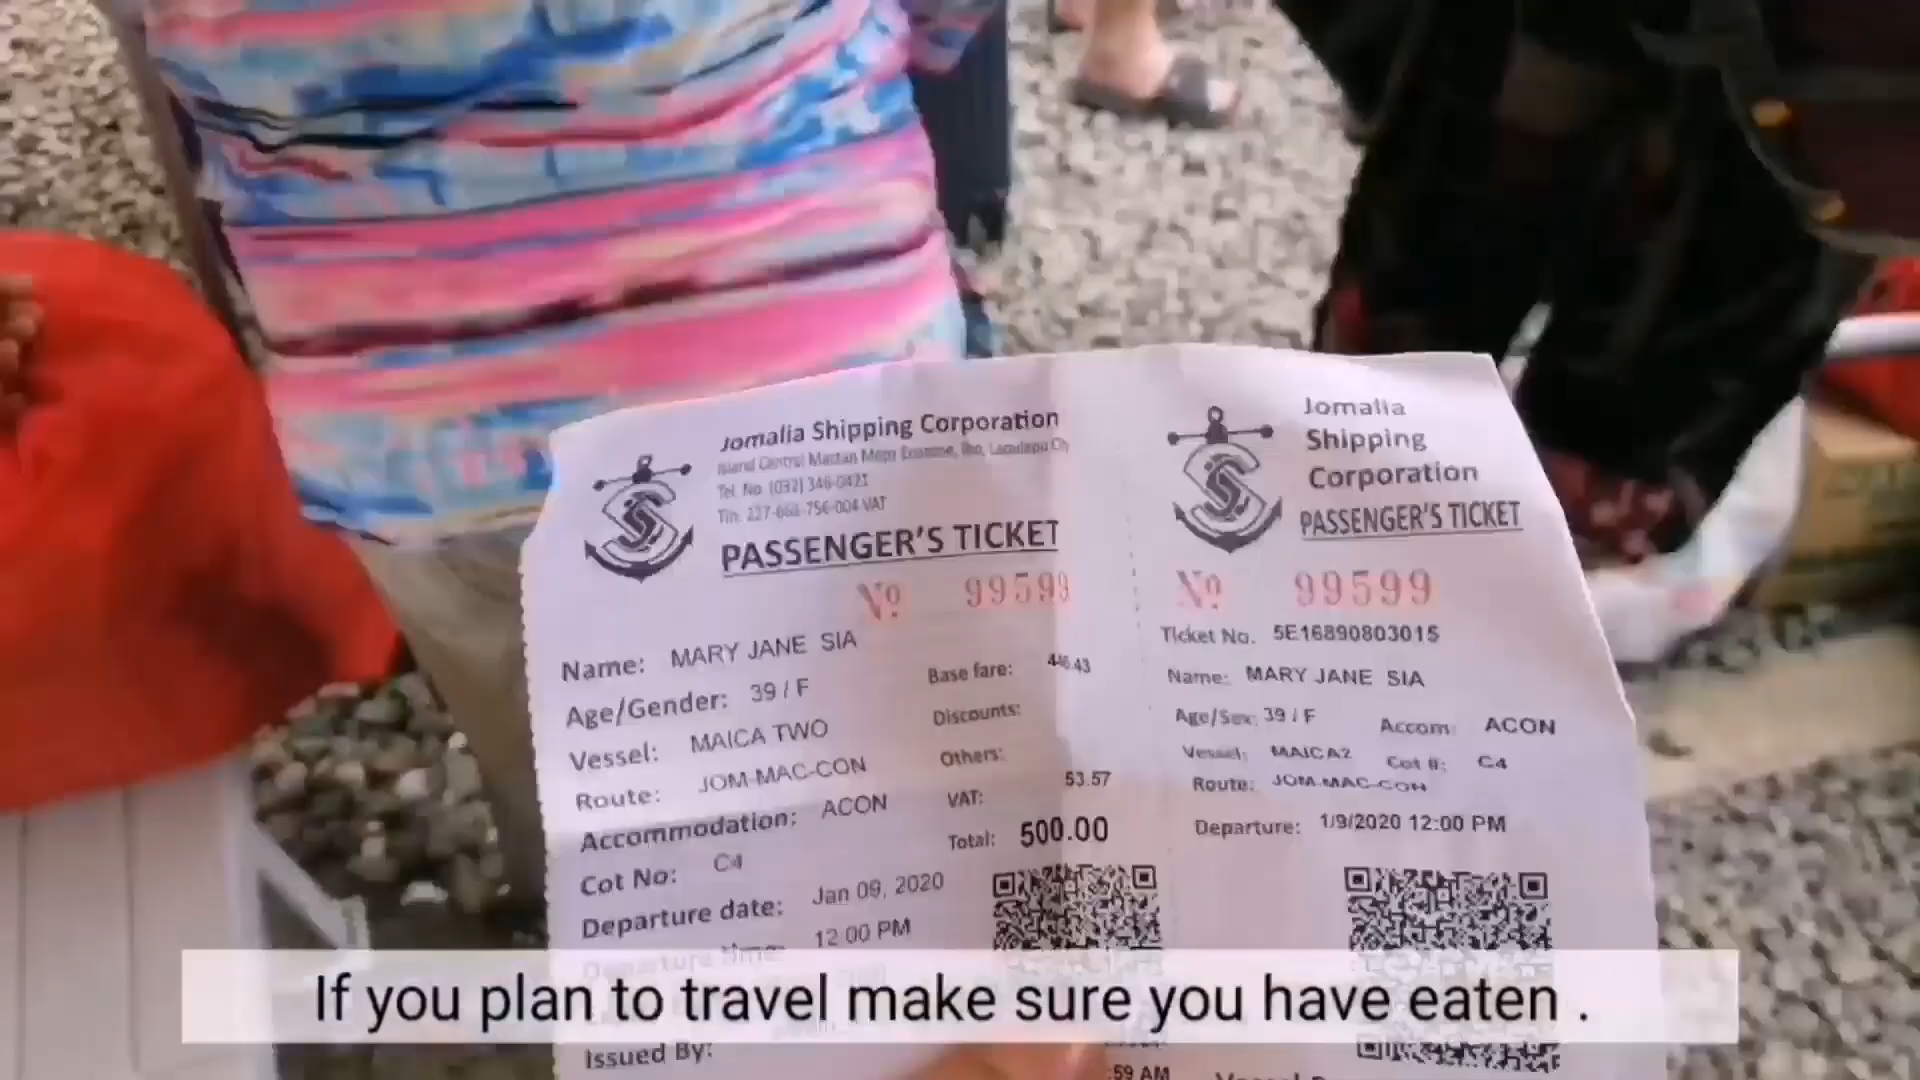 Jomalia Shipping Corporation
Tel. No. (032) 346-0421
PASSENGER'S TICKET
Nº 99599
Name: MARY JANE SIA
Age/Gender: 39 / F
Vessel: MAICA TWO
Route: JOM-MAC-CON
Accommodation: ACON
Cot No: C4
Departure date: Jan 09, 2020
12:00 PM
Issued By:
Base fare: 446.43
Discounts:
Others:
VAT: 53.57
Total: 500.00
Jomalia
Shipping
Corporation
PASSENGER'S TICKET
Nº 99599
Ticket No. 5E16890803015
Name: MARY JANE SIA
Age/Sex: 39 / F Accom: ACON
Vessel: MAICA2 Cot #: C4
Route: JOM-MAC-CON
Departure: 1/9/2020 12:00 PM
:59 AM
If you plan to travel make sure you have eaten .